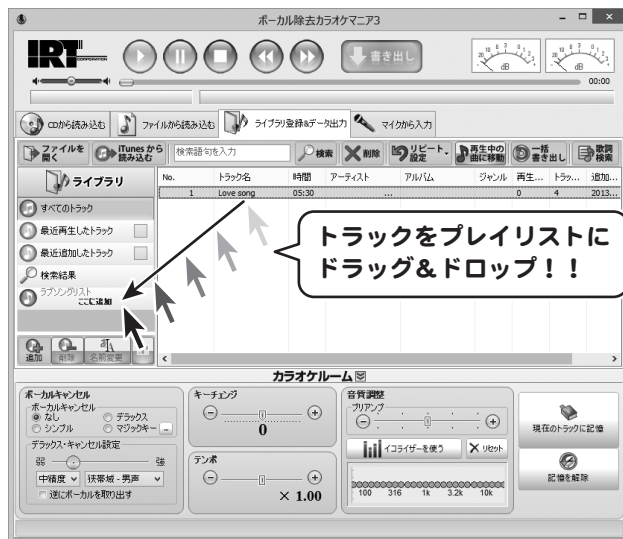 ボーカル除去カラオケマニア3
IRT CORPORATION
書き出し
20 10 6 3 0 1 2 3
dB
20 10 6 3 0 1 2 3
dB
00:00
CDから読み込む
ファイルから読み込む
ライブラリ登録&データ出力
マイクから入力
ファイルを開く
iTunesから読み込む
検索語句を入力
検索
削除
リピート設定
再生中の曲に移動
一括書き出し
歌詞検索
ライブラリ
No. トラック名 時間 アーティスト アルバム ジャンル 再生... トラッ... 追加...
1 Love song 05:30 ... 0 4 2013...
すべてのトラック
最近再生したトラック
最近追加したトラック
検索結果
ラブソングリスト
ここに追加
トラックをプレイリストに
ドラッグ&ドロップ!!
追加
削除
名前変更
カラオケルーム
ボーカルキャンセル
ボーカルキャンセル
なし デラックス
シンプル マジックキー ...
デラックス・キャンセル設定
弱 強
中精度 狭帯域 - 男声
逆にボーカルを取り出す
キーチェンジ
0
テンポ
× 1.00
音質調整
プリアンプ
イコライザーを使う
リセット
100 316 1k 3.2k 10k
現在のトラックに記憶
記憶を解除